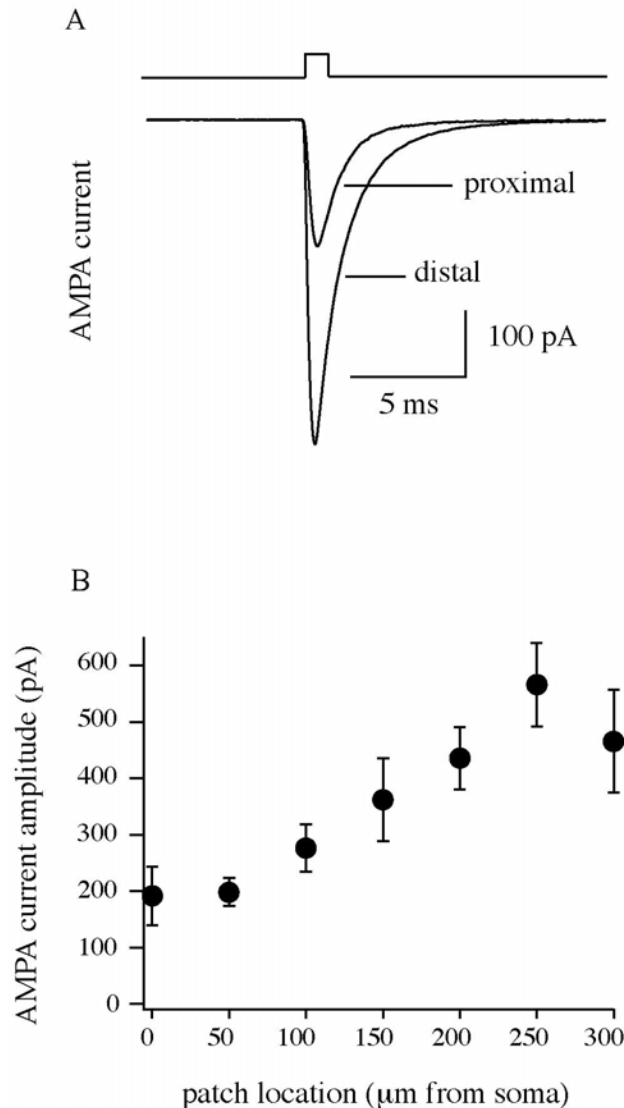 A
AMPA current
proximal
distal
100 pA
5 ms
B
AMPA current amplitude (pA)
600
500
400
300
200
100
0
0 50 100 150 200 250 300
patch location (μm from soma)